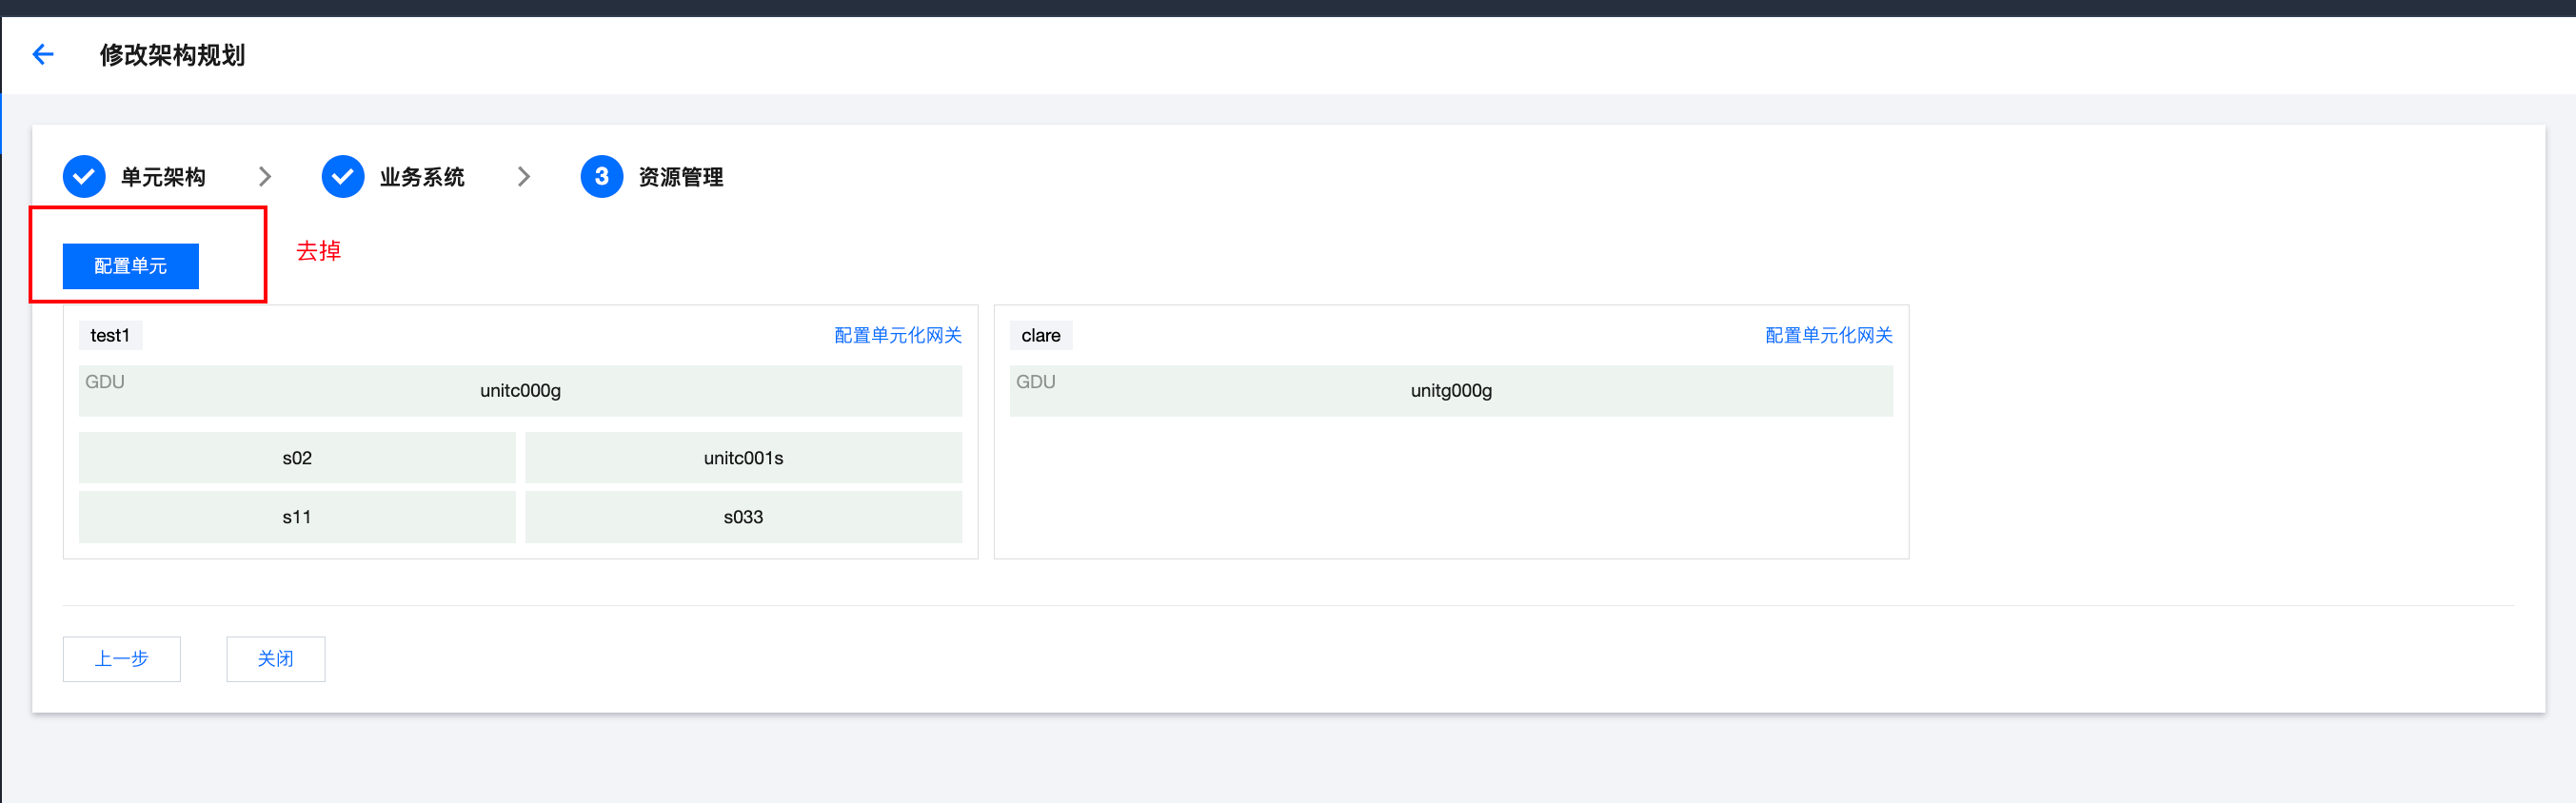 修改架构规划
单元架构
业务系统
3 资源管理
配置单元
去掉
test1
配置单元化网关
GDU
unitc000g
s02
unitc001s
s11
s033
clare
配置单元化网关
GDU
unitg000g
上一步
关闭